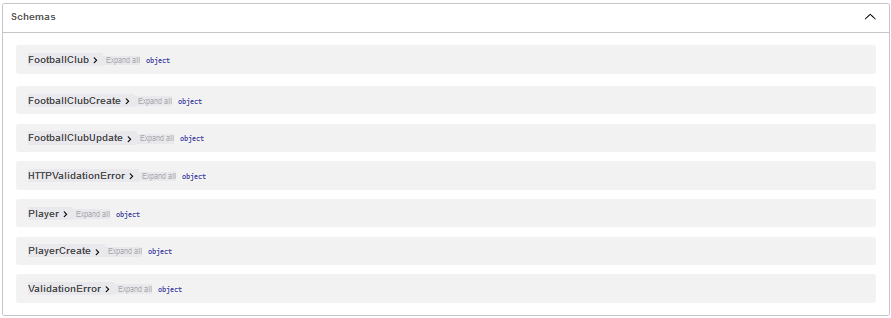 Schemas
FootballClub Expand all object
FootballClubCreate Expand all object
FootballClubUpdate Expand all object
HTTPValidationError Expand all object
Player Expand all object
PlayerCreate Expand all object
ValidationError Expand all object